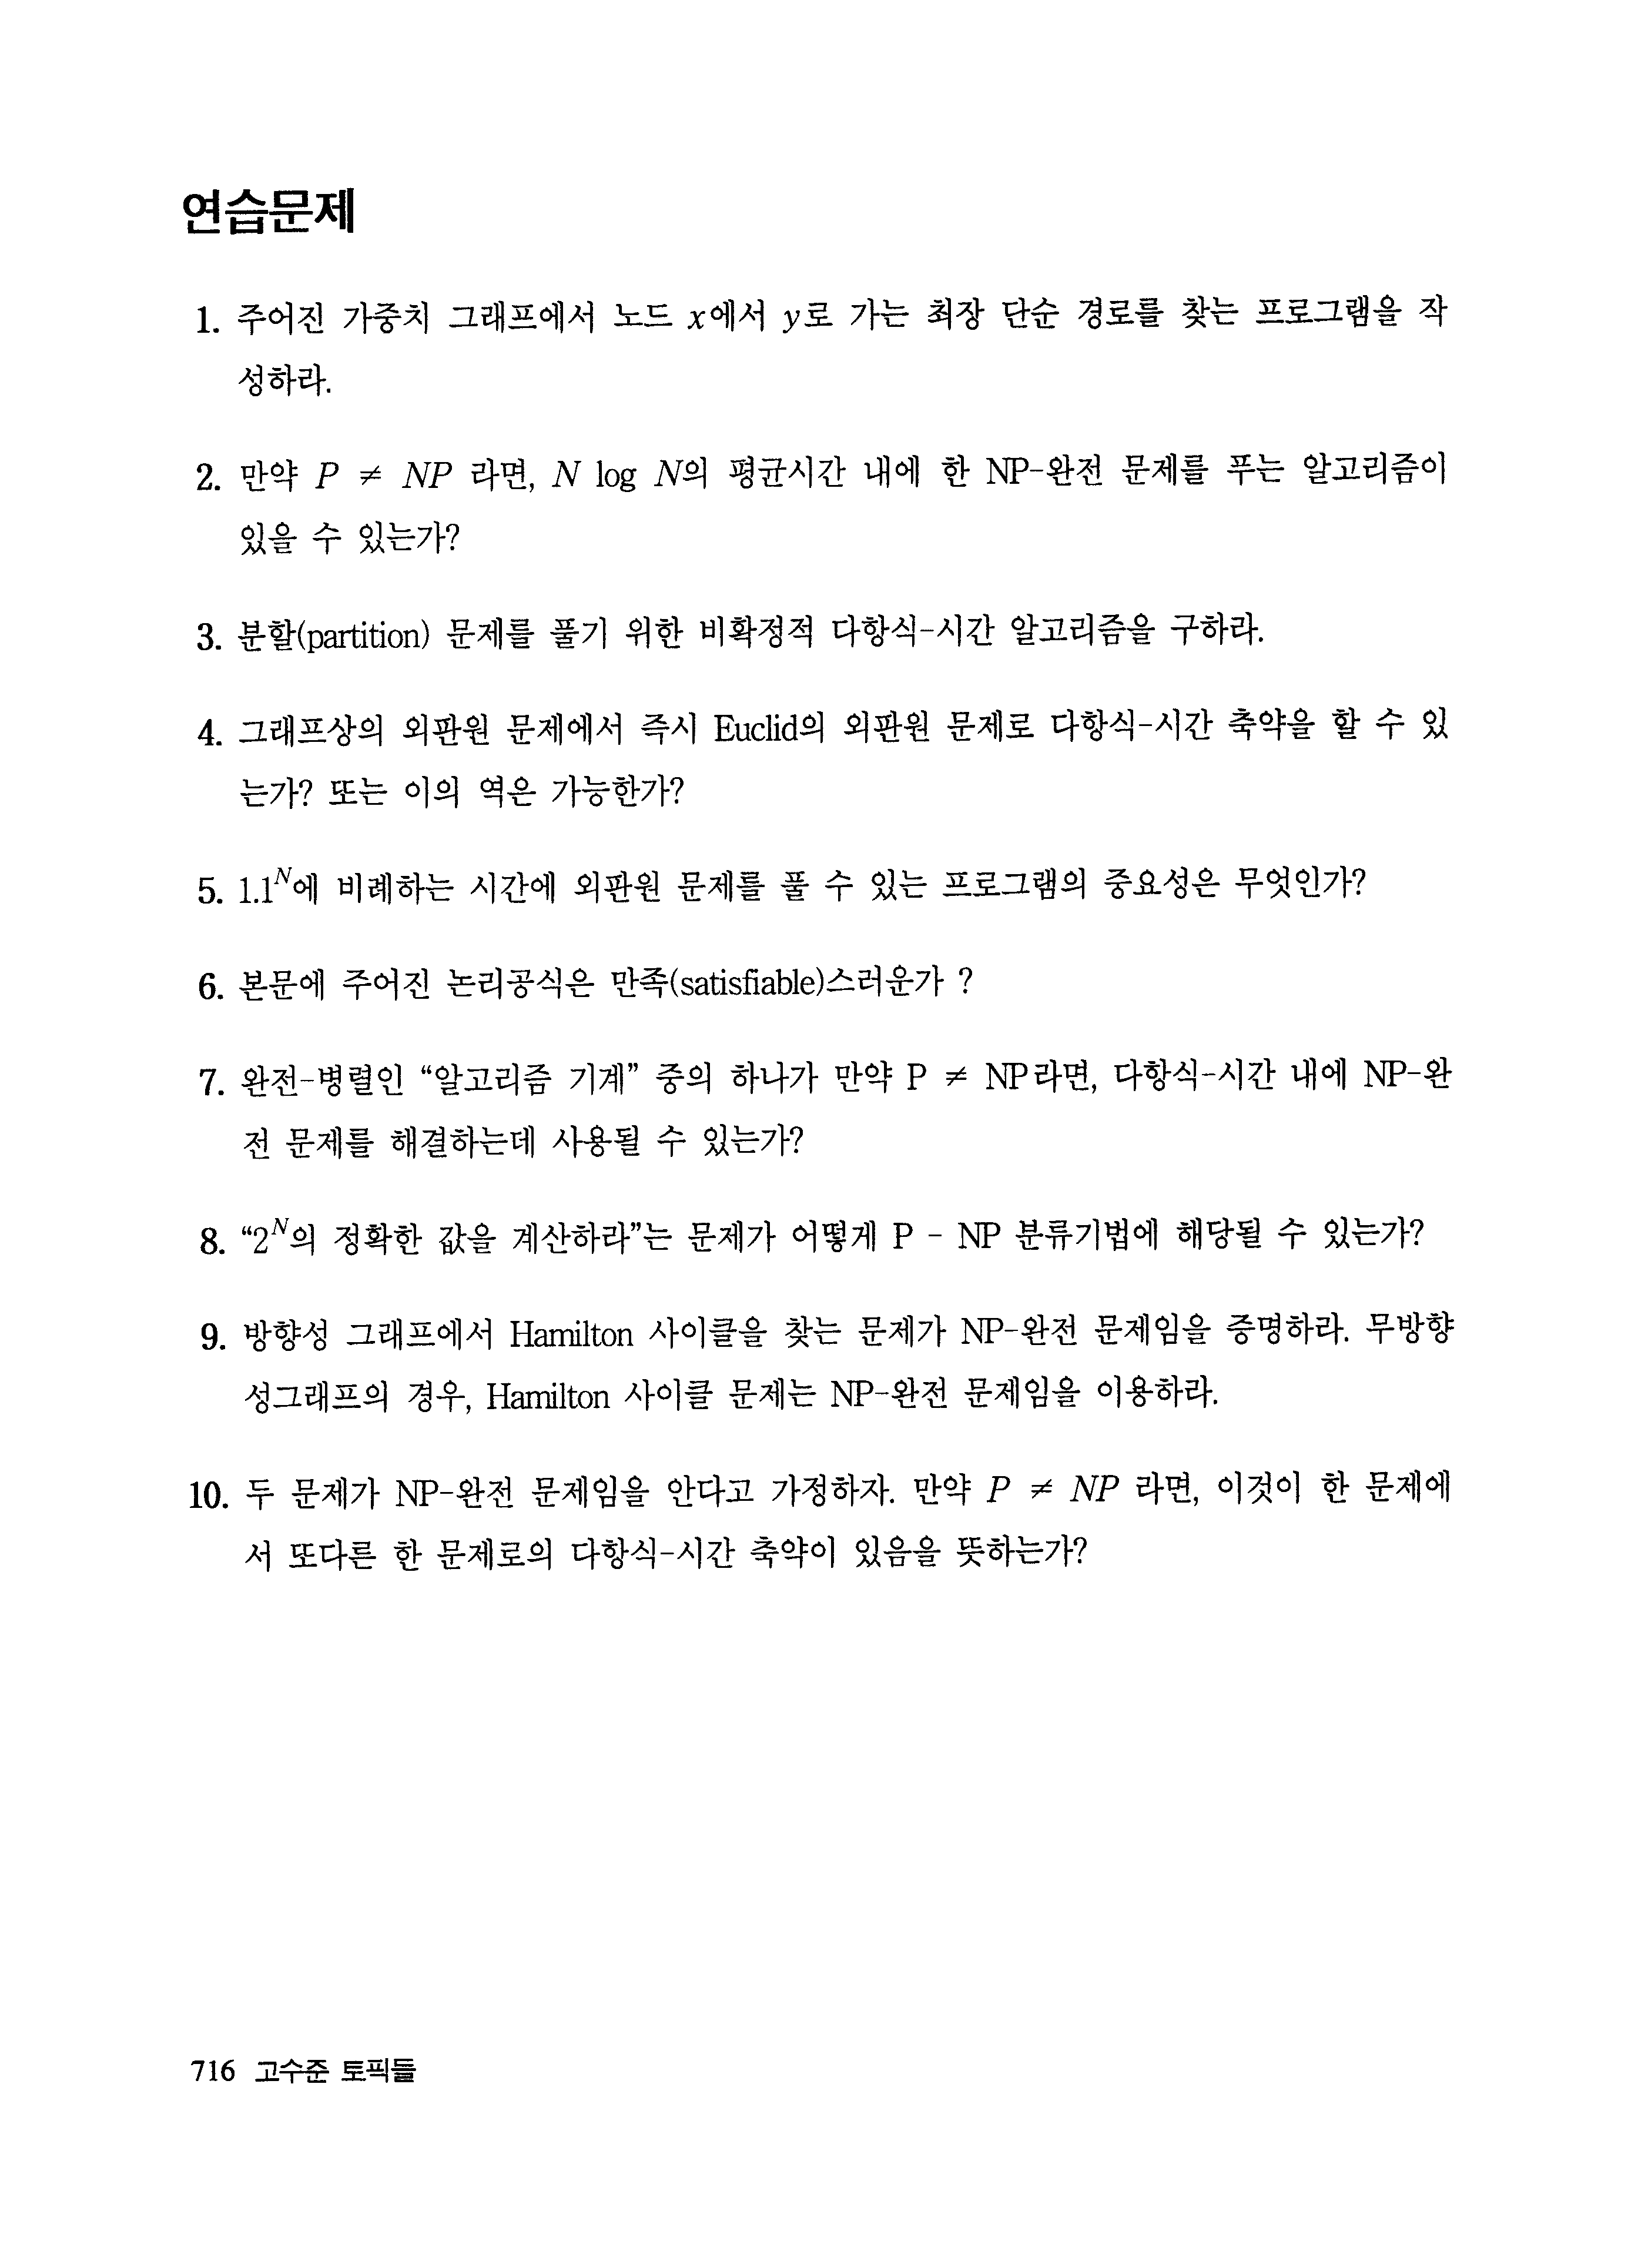 연습문제
1. 주어진 가중치 그래프에서 노드 x에서 y로 가는 최장 단순 경로를 찾는 프로그램을 작
성하라.
2. 만약 P ≠ NP 라면, N log N의 평균시간 내에 한 NP-완전 문제를 푸는 알고리즘이
있을 수 있는가?
3. 분할(partition) 문제를 풀기 위한 비확정적 다항식-시간 알고리즘을 구하라.
4. 그래프상의 외판원 문제에서 즉시 Euclid의 외판원 문제로 다항식-시간 축약을 할 수 있
는가? 또는 이의 역은 가능한가?
5. 1.1^N에 비례하는 시간에 외판원 문제를 풀 수 있는 프로그램의 중요성은 무엇인가?
6. 본문에 주어진 논리공식은 만족(satisfiable)스러운가 ?
7. 완전-병렬인 “알고리즘 기계” 중의 하나가 만약 P ≠ NP라면, 다항식-시간 내에 NP-완
전 문제를 해결하는데 사용될 수 있는가?
8. “2^N의 정확한 값을 계산하라”는 문제가 어떻게 P - NP 분류기법에 해당될 수 있는가?
9. 방향성 그래프에서 Hamilton 사이클을 찾는 문제가 NP-완전 문제임을 증명하라. 무방향
성그래프의 경우, Hamilton 사이클 문제는 NP-완전 문제임을 이용하라.
10. 두 문제가 NP-완전 문제임을 안다고 가정하자. 만약 P ≠ NP 라면, 이것이 한 문제에
서 또다른 한 문제로의 다항식-시간 축약이 있음을 뜻하는가?
716 고수준 토픽들